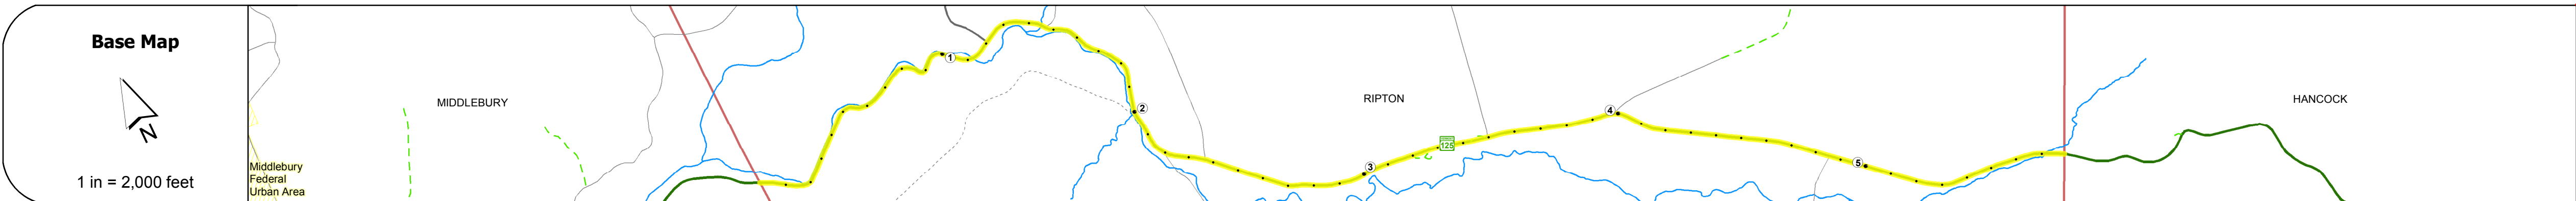 Base Map
N
1 in = 2,000 feet
MIDDLEBURY
Middlebury
Federal
Urban Area
1
2
RIPTON
3
125
4
5
HANCOCK